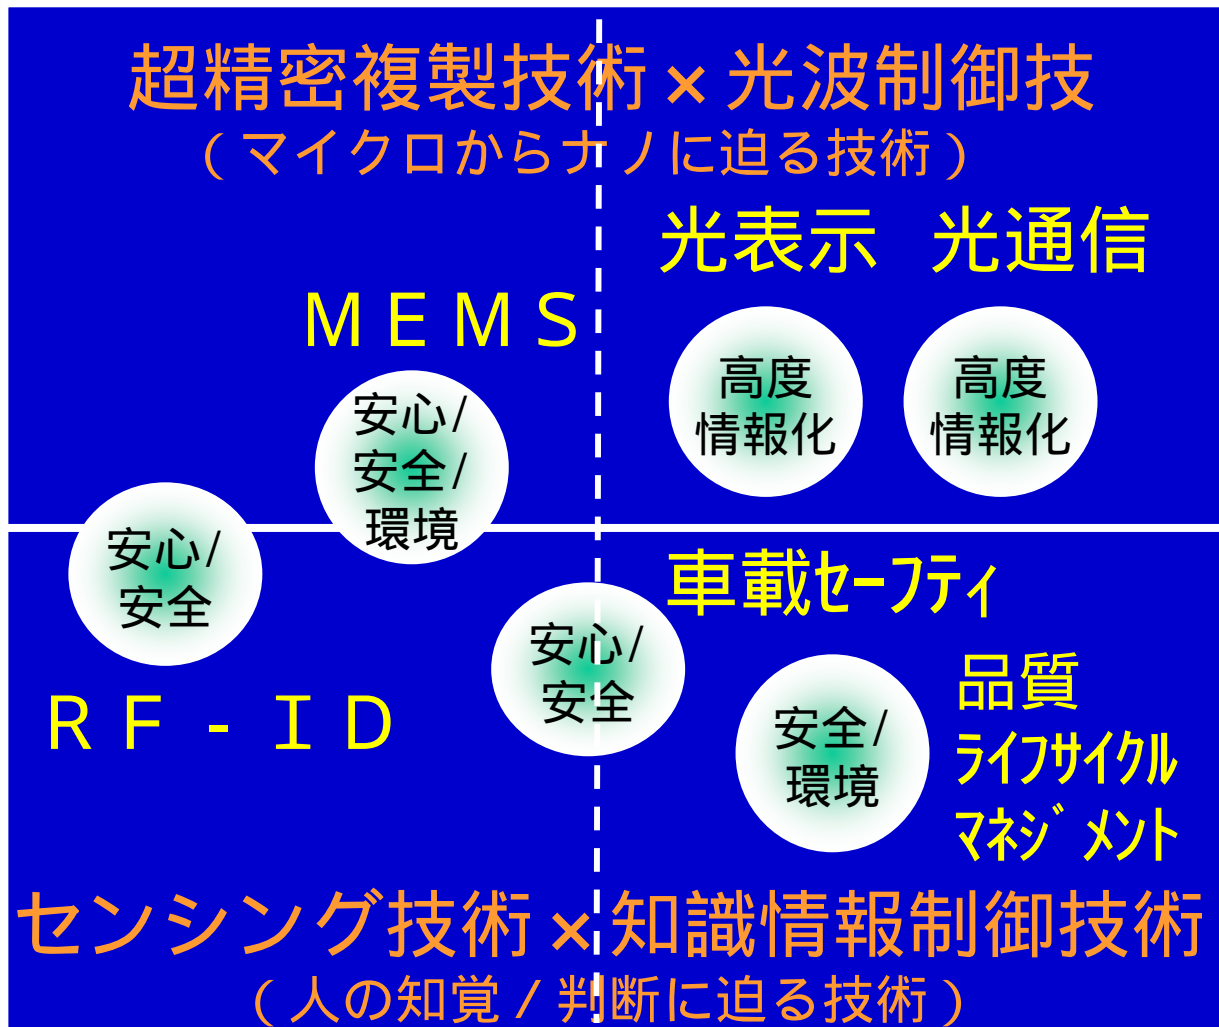 超精密複製技術×光波制御技
(マイクロからナノに迫る技術)
光表示 光通信
MEMS
高度
情報化
高度
情報化
安心/
安全/
環境
安心/
安全
車載ｾｰﾌﾃｨ
安心/
安全
RF-ID
品質
ﾗｲﾌｻｲｸﾙ
ﾏﾈｼﾞﾒﾝﾄ
安全/
環境
センシング技術×知識情報制御技術
(人の知覚/判断に迫る技術)